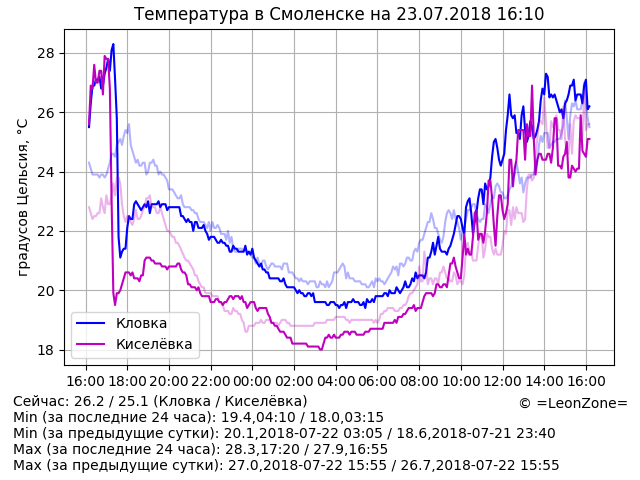 Температура в Смоленске на 23.07.2018 16:10
градусов Цельсия, °C
28
26
24
22
20
18
Кловка
Киселёвка
16:00 18:00 20:00 22:00 00:00 02:00 04:00 06:00 08:00 10:00 12:00 14:00 16:00
Сейчас: 26.2 / 25.1 (Кловка / Киселёвка)
© =LeonZone=
Min (за последние 24 часа): 19.4,04:10 / 18.0,03:15
Min (за предыдущие сутки): 20.1,2018-07-22 03:05 / 18.6,2018-07-21 23:40
Max (за последние 24 часа): 28.3,17:20 / 27.9,16:55
Max (за предыдущие сутки): 27.0,2018-07-22 15:55 / 26.7,2018-07-22 15:55